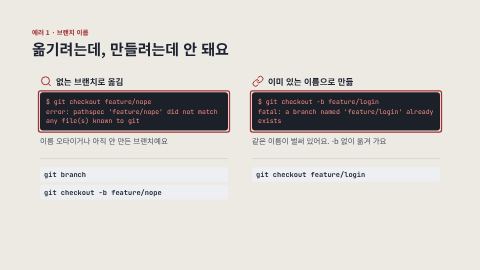 에러 1 · 브랜치 이름
옮기려는데, 만들려는데 안 돼요
없는 브랜치로 옮김
$ git checkout feature/nope
error: pathspec 'feature/nope' did not match
any file(s) known to git
이름 오타이거나 아직 안 만든 브랜치예요
git branch
git checkout -b feature/nope
이미 있는 이름으로 만듦
$ git checkout -b feature/login
fatal: a branch named 'feature/login' already
exists
같은 이름이 벌써 있어요. -b 없이 옮겨 가요
git checkout feature/login